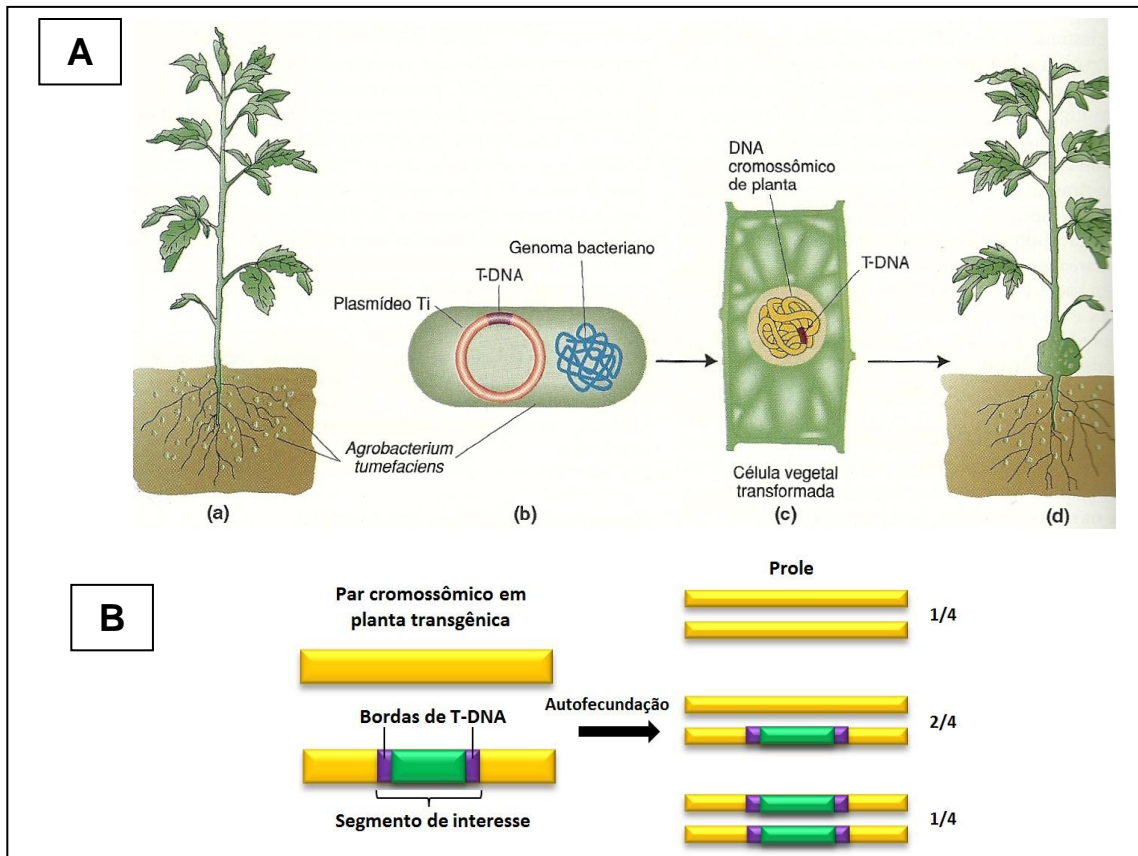 A
DNA
cromossômico
de planta
Genoma bacteriano
T-DNA
T-DNA
Plasmídeo Ti
Agrobacterium
tumefaciens
Célula vegetal
transformada
(a)
(b)
(c)
(d)
B
Par cromossômico em
planta transgênica
Bordas de T-DNA
Segmento de interesse
Autofecundação
Prole
1/4
2/4
1/4